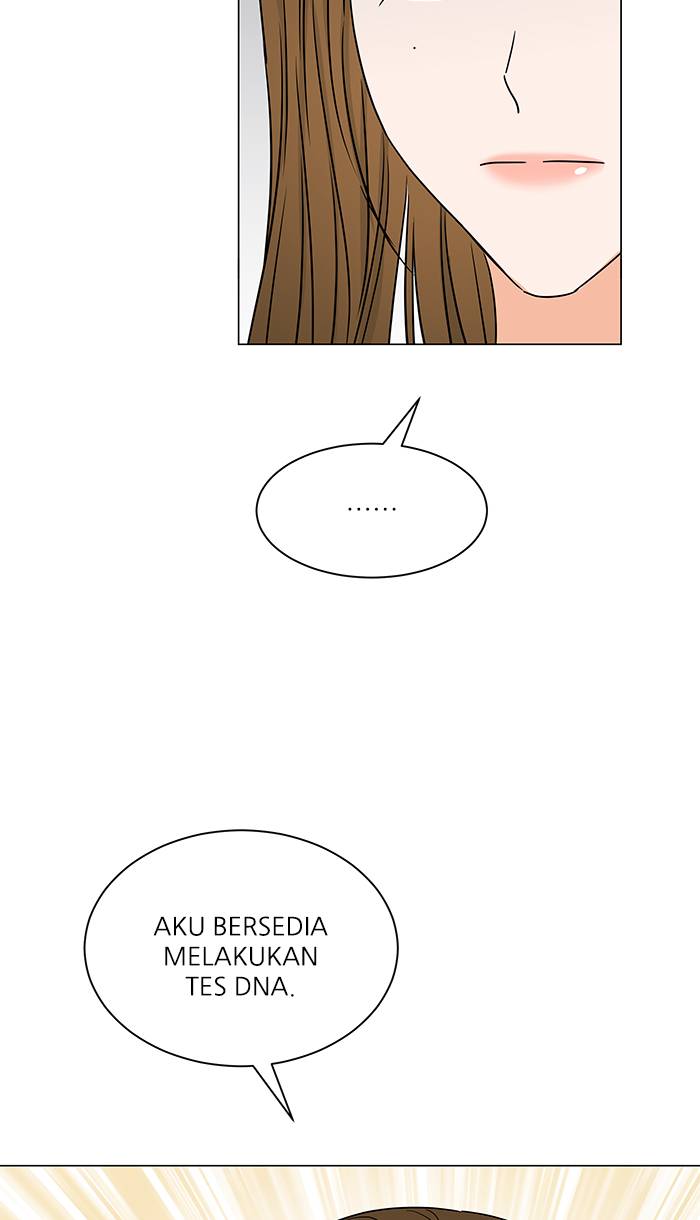 ......
AKU BERSEDIA
MELAKUKAN
TES DNA.